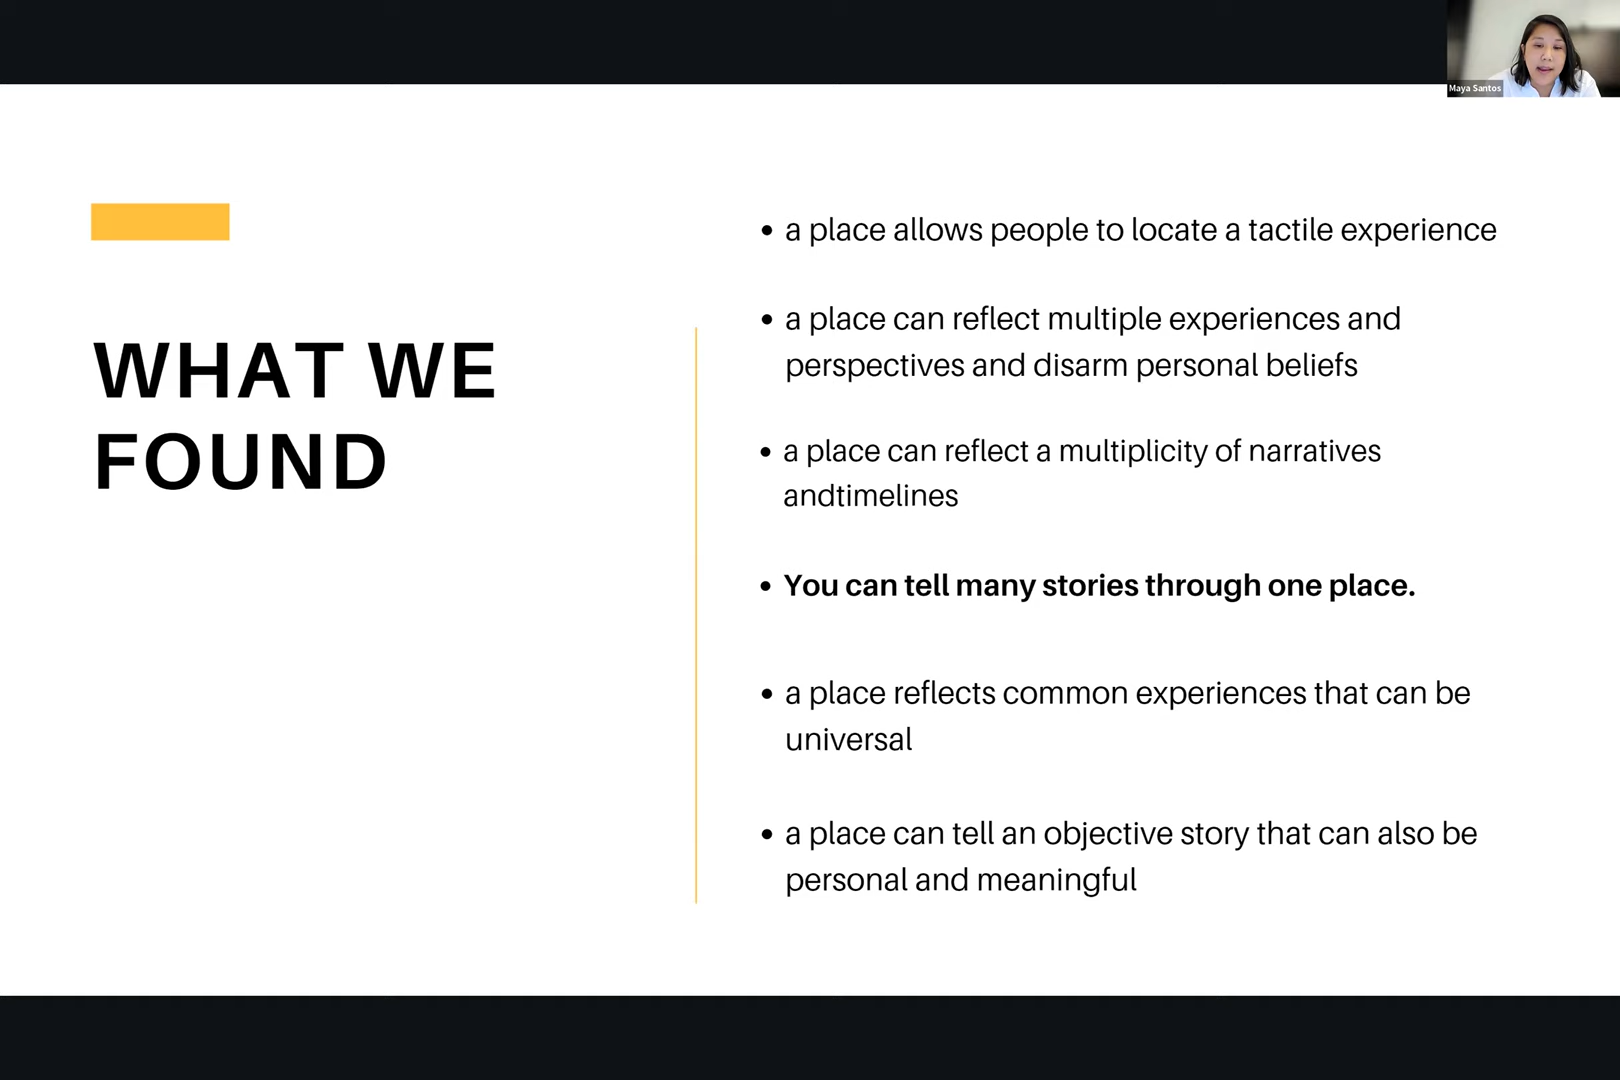 Maya Santos
WHAT WE
FOUND
• a place allows people to locate a tactile experience
• a place can reflect multiple experiences and
perspectives and disarm personal beliefs
• a place can reflect a multiplicity of narratives
andtimelines
• You can tell many stories through one place.
• a place reflects common experiences that can be
universal
• a place can tell an objective story that can also be
personal and meaningful